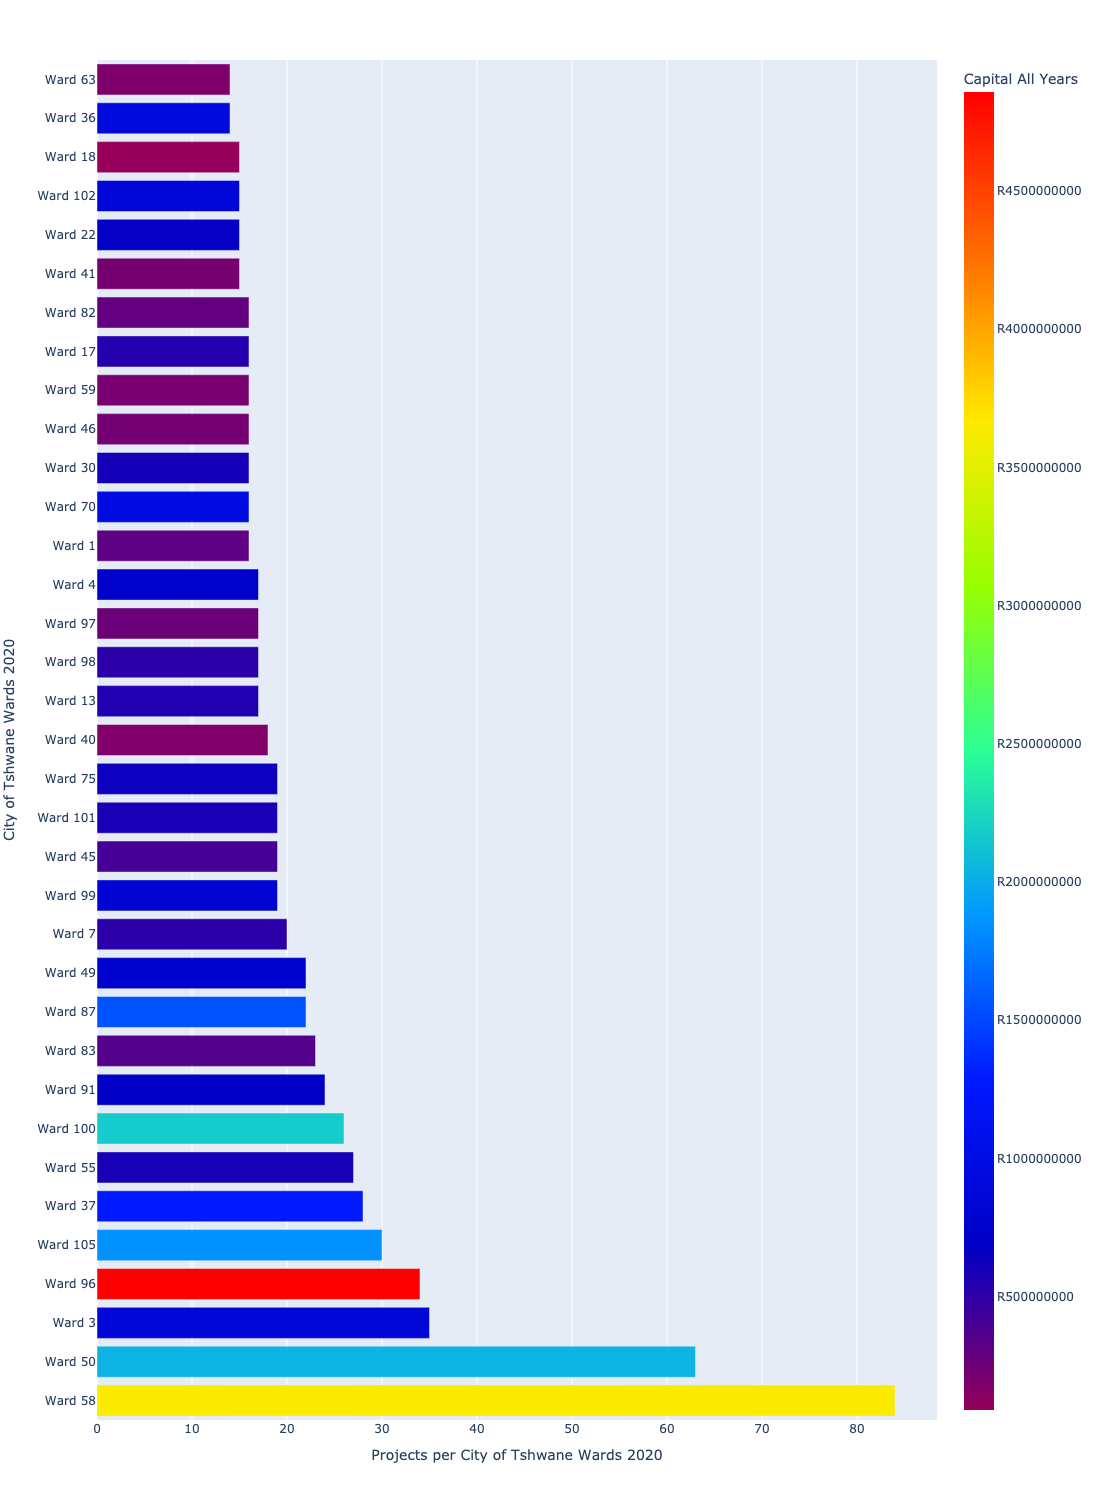 Capital All Years
Ward 63
Ward 36
Ward 18
Ward 102
Ward 22
Ward 41
Ward 82
Ward 17
Ward 59
Ward 46
Ward 30
Ward 70
Ward 1
Ward 4
Ward 97
Ward 98
Ward 13
Ward 40
Ward 75
Ward 101
Ward 45
Ward 99
Ward 7
Ward 49
Ward 87
Ward 83
Ward 91
Ward 100
Ward 55
Ward 37
Ward 105
Ward 96
Ward 3
Ward 50
Ward 58
City of Tshwane Wards 2020
0 10 20 30 40 50 60 70 80
Projects per City of Tshwane Wards 2020
R4500000000
R4000000000
R3500000000
R3000000000
R2500000000
R2000000000
R1500000000
R1000000000
R500000000